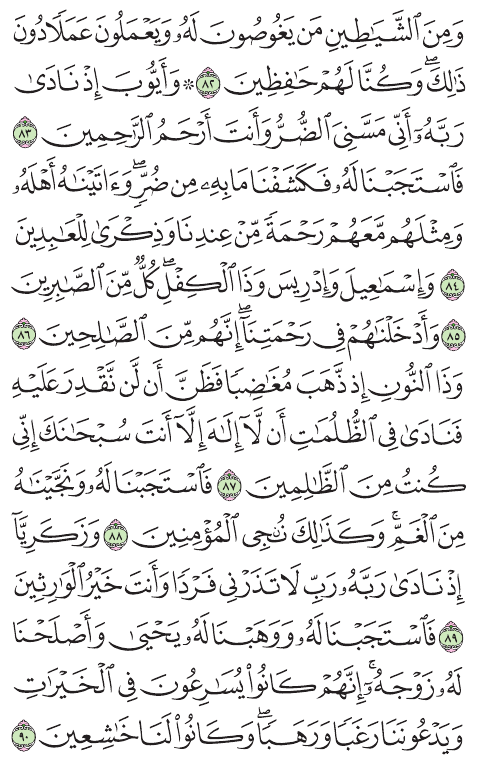 وَمِنَ ٱلشَّيَٰطِينِ مَن يَغُوصُونَ لَهُۥ وَيَعْمَلُونَ عَمَلًا دُونَ
ذَٰلِكَۖ وَكُنَّا لَهُمْ حَٰفِظِينَ ٨٢ ۞ وَأَيُّوبَ إِذْ نَادَىٰ
رَبَّهُۥٓ أَنِّى مَسَّنِىَ ٱلضُّرُّ وَأَنتَ أَرْحَمُ ٱلرَّٰحِمِينَ ٨٣
فَٱسْتَجَبْنَا لَهُۥ فَكَشَفْنَا مَا بِهِۦ مِن ضُرٍّۖ وَءَاتَيْنَٰهُ أَهْلَهُۥ
وَمِثْلَهُم مَّعَهُمْ رَحْمَةً مِّنْ عِندِنَا وَذِكْرَىٰ لِلْعَٰبِدِينَ
٨٤ وَإِسْمَٰعِيلَ وَإِدْرِيسَ وَذَا ٱلْكِفْلِۖ كُلٌّ مِّنَ ٱلصَّٰبِرِينَ
٨٥ وَأَدْخَلْنَٰهُمْ فِى رَحْمَتِنَآۖ إِنَّهُم مِّنَ ٱلصَّٰلِحِينَ ٨٦
وَذَا ٱلنُّونِ إِذ ذَّهَبَ مُغَٰضِبًا فَظَنَّ أَن لَّن نَّقْدِرَ عَلَيْهِ
فَنَادَىٰ فِى ٱلظُّلُمَٰتِ أَن لَّآ إِلَٰهَ إِلَّآ أَنتَ سُبْحَٰنَكَ إِنِّى
كُنتُ مِنَ ٱلظَّٰلِمِينَ ٨٧ فَٱسْتَجَبْنَا لَهُۥ وَنَجَّيْنَٰهُ
مِنَ ٱلْغَمِّۚ وَكَذَٰلِكَ نُۨجِى ٱلْمُؤْمِنِينَ ٨٨ وَزَكَرِيَّآ
إِذْ نَادَىٰ رَبَّهُۥ رَبِّ لَا تَذَرْنِى فَرْدًا وَأَنتَ خَيْرُ ٱلْوَٰرِثِينَ
٨٩ فَٱسْتَجَبْنَا لَهُۥ وَوَهَبْنَا لَهُۥ يَحْيَىٰ وَأَصْلَحْنَا
لَهُۥ زَوْجَهُۥٓۚ إِنَّهُمْ كَانُوا۟ يُسَٰرِعُونَ فِى ٱلْخَيْرَٰتِ
وَيَدْعُونَنَا رَغَبًا وَرَهَبًاۖ وَكَانُوا۟ لَنَا خَٰشِعِينَ ٩٠